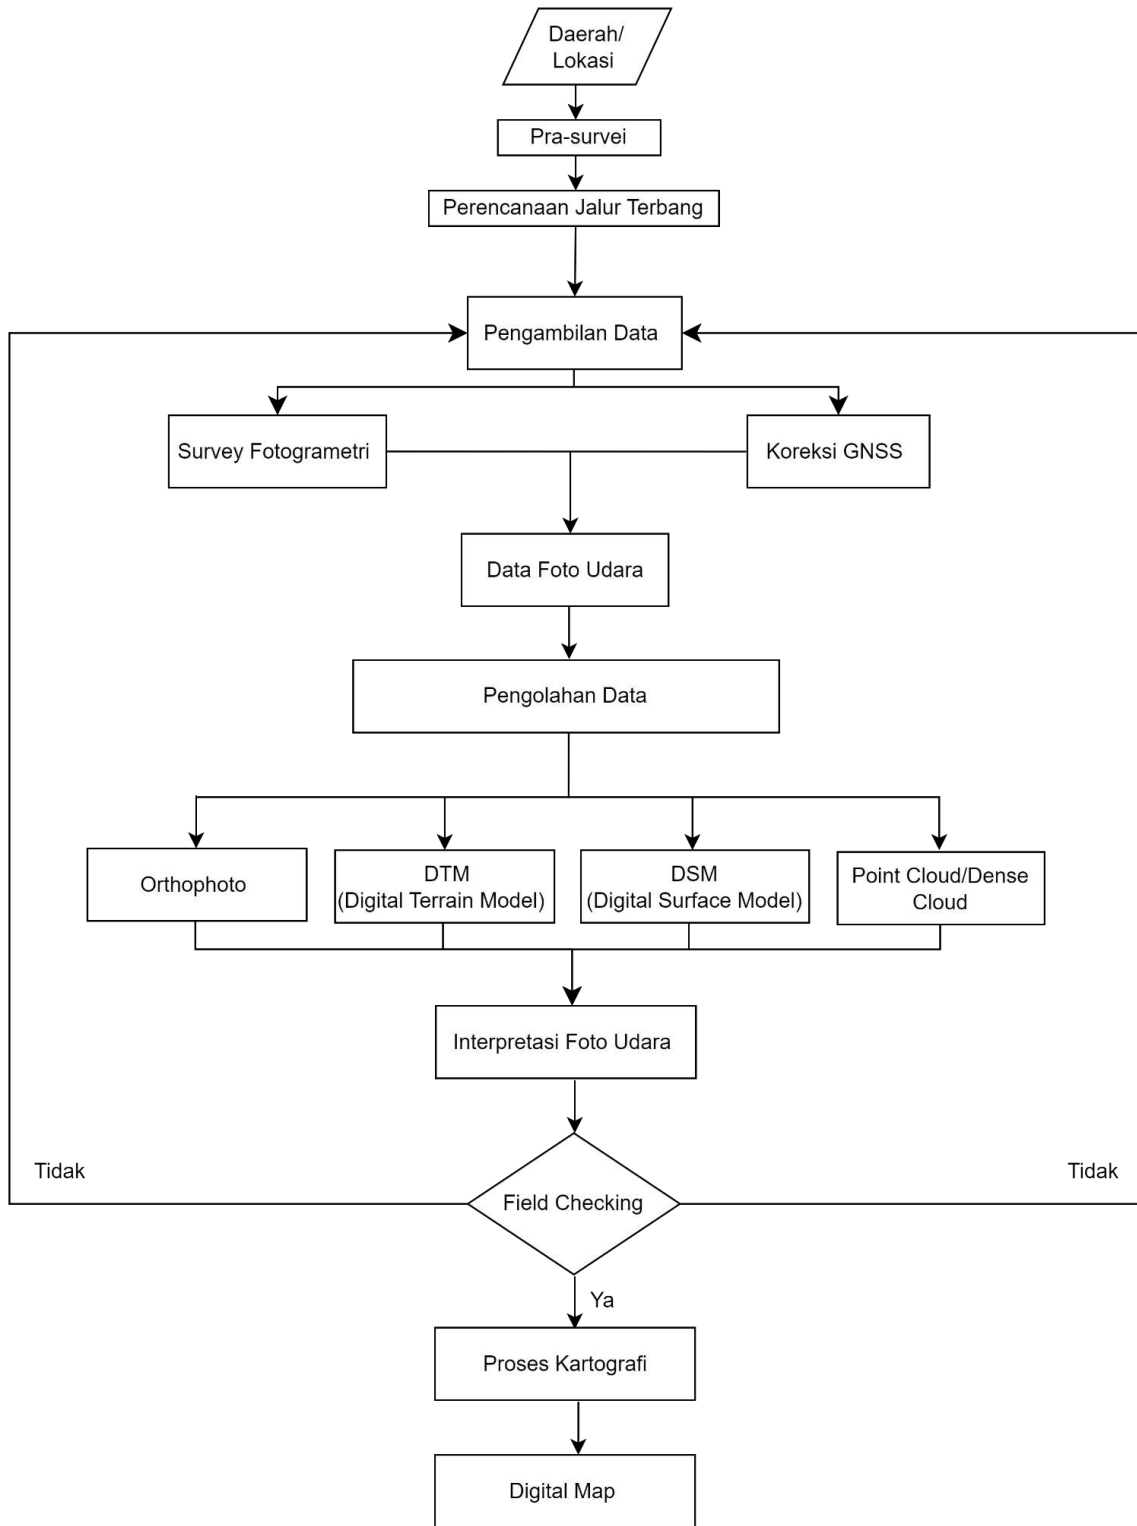 Daerah/
Lokasi
Pra-survei
Perencanaan Jalur Terbang
Pengambilan Data
Survey Fotogrametri
Koreksi GNSS
Data Foto Udara
Pengolahan Data
Orthophoto
DTM
(Digital Terrain Model)
DSM
(Digital Surface Model)
Point Cloud/Dense
Cloud
Interpretasi Foto Udara
Tidak
Tidak
Field Checking
Ya
Proses Kartografi
Digital Map